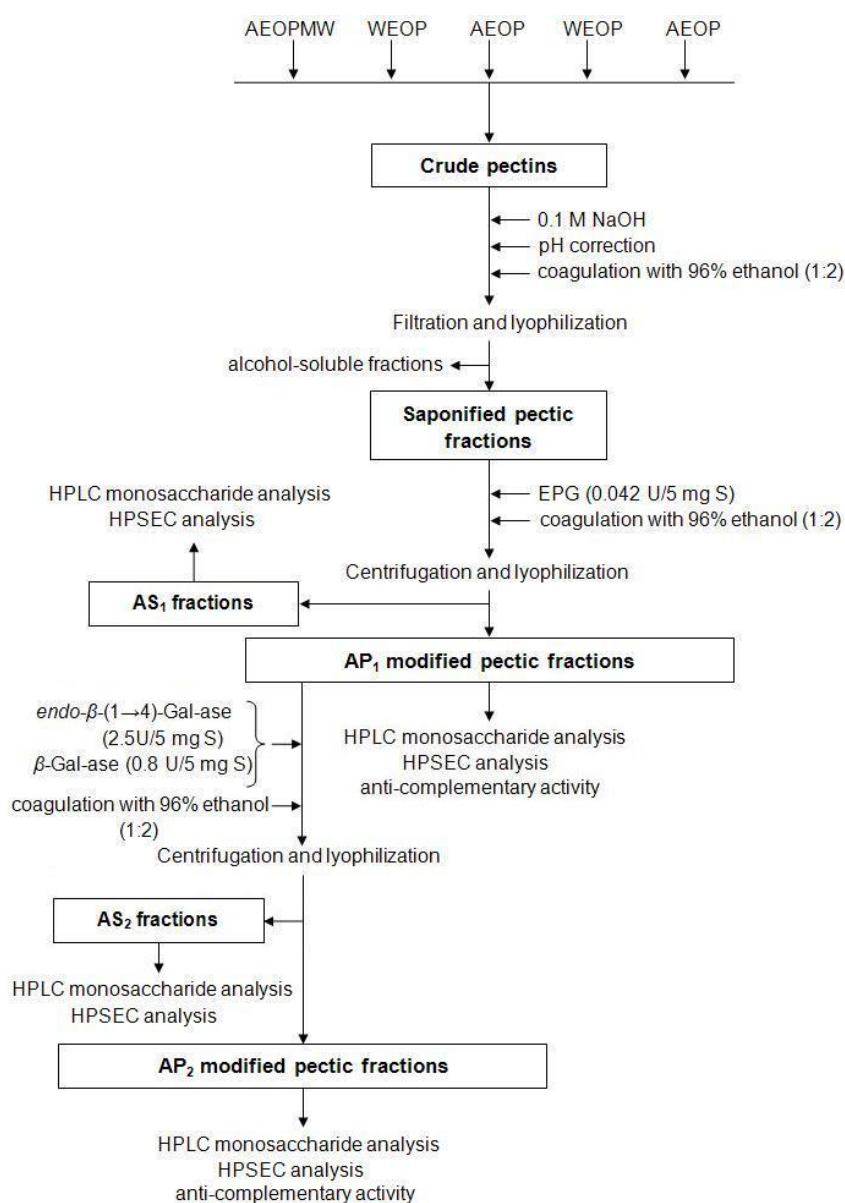 AEOPMW WEOP AEOP WEOP AEOP
Crude pectins
0.1 M NaOH
pH correction
coagulation with 96% ethanol (1:2)
Filtration and lyophilization
alcohol-soluble fractions
Saponified pectic
fractions
EPG (0.042 U/5 mg S)
coagulation with 96% ethanol (1:2)
HPLC monosaccharide analysis
HPSEC analysis
Centrifugation and lyophilization
AS₁ fractions
AP₁ modified pectic fractions
endo-β-(1→4)-Gal-ase
(2.5U/5 mg S)
β-Gal-ase (0.8 U/5 mg S)
coagulation with 96% ethanol
(1:2)
HPLC monosaccharide analysis
HPSEC analysis
anti-complementary activity
Centrifugation and lyophilization
AS₂ fractions
HPLC monosaccharide analysis
HPSEC analysis
AP₂ modified pectic fractions
HPLC monosaccharide analysis
HPSEC analysis
anti-complementary activity